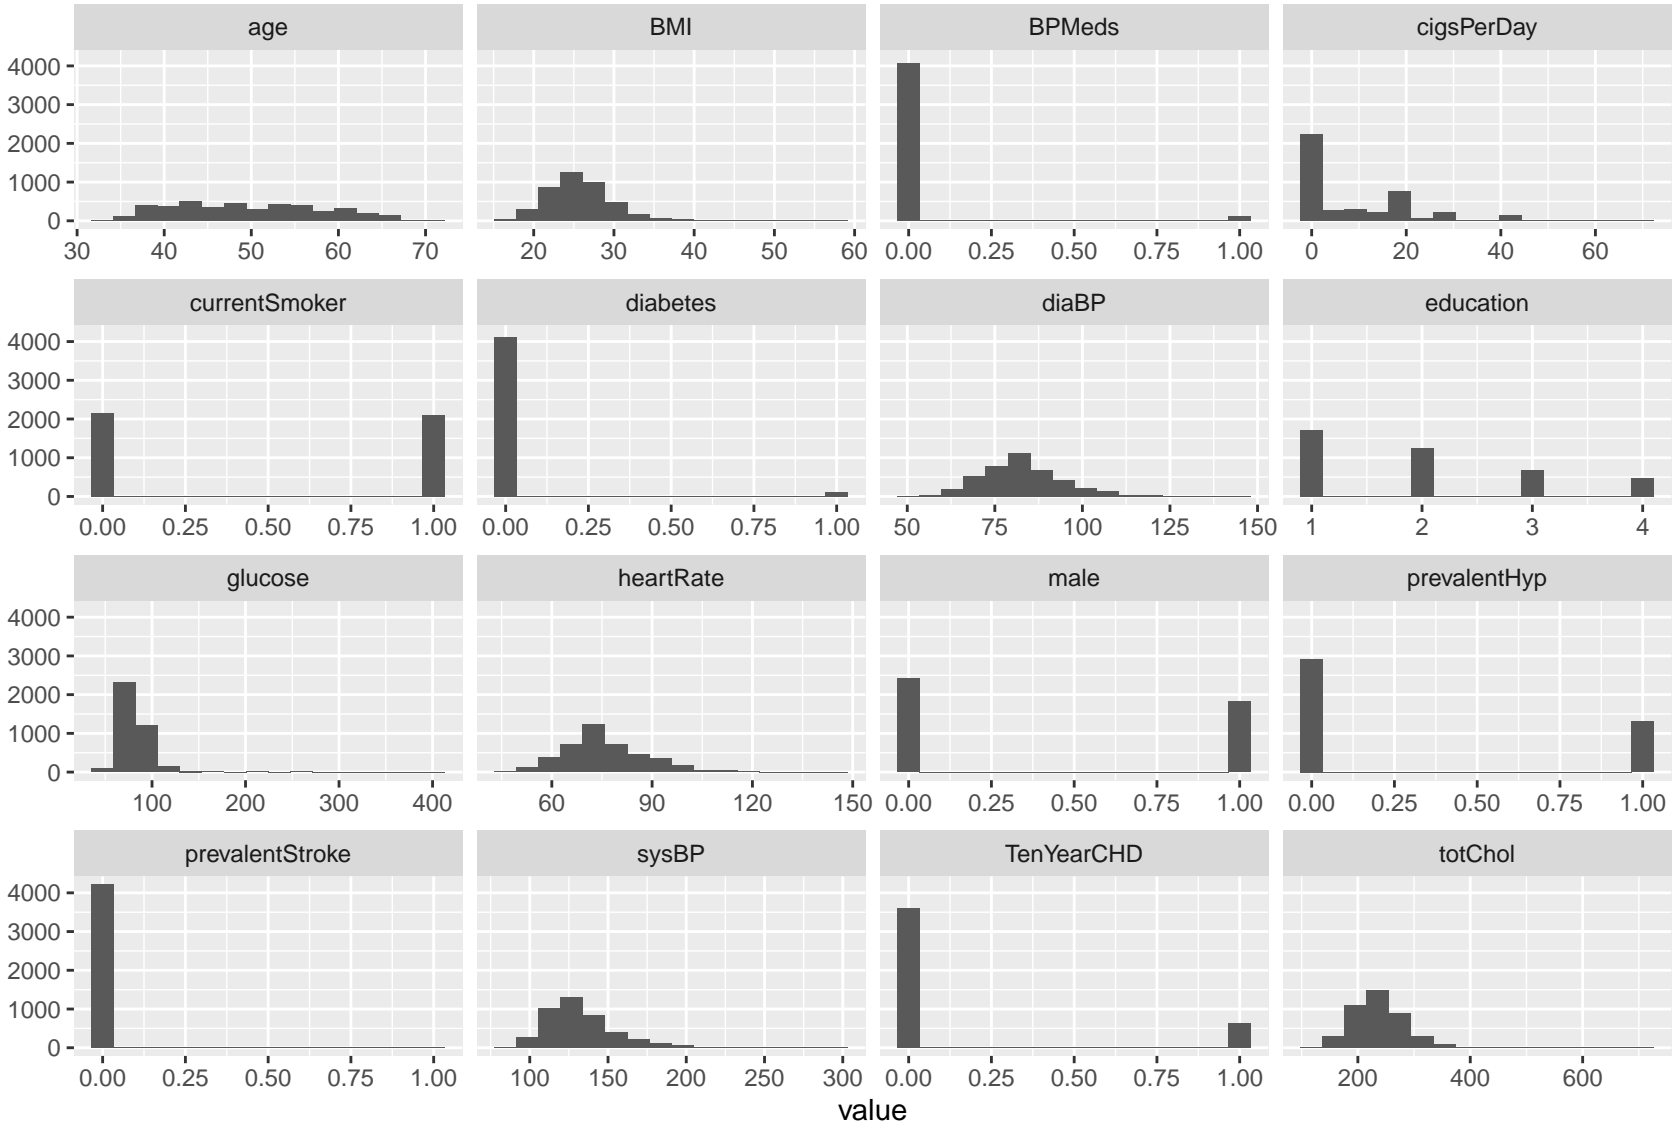 age BMI BPMeds cigsPerDay
4000
3000
2000
1000
0
30 40 50 60 70 20 30 40 50 60 0.00 0.25 0.50 0.75 1.00 0 20 40 60
currentSmoker diabetes diaBP education
4000
3000
2000
1000
0
0.00 0.25 0.50 0.75 1.00 0.00 0.25 0.50 0.75 1.00 50 75 100 125 150 1 2 3 4
glucose heartRate male prevalentHyp
4000
3000
2000
1000
0
100 200 300 400 60 90 120 150 0.00 0.25 0.50 0.75 1.00 0.00 0.25 0.50 0.75 1.00
prevalentStroke sysBP TenYearCHD totChol
4000
3000
2000
1000
0
0.00 0.25 0.50 0.75 1.00 100 150 200 250 300 0.00 0.25 0.50 0.75 1.00 200 400 600
value